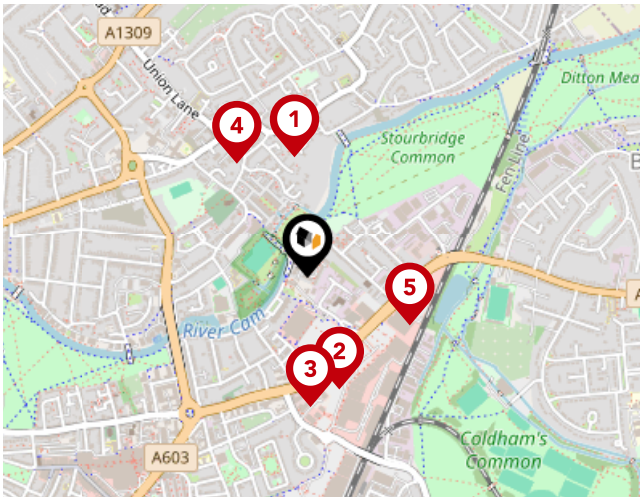 A1309
Union Lane
Ditton Mea
4
1
Stourbridge
Common
Fen Line
B
5
A
River Cam
2
3
A603
Coldham's
Common